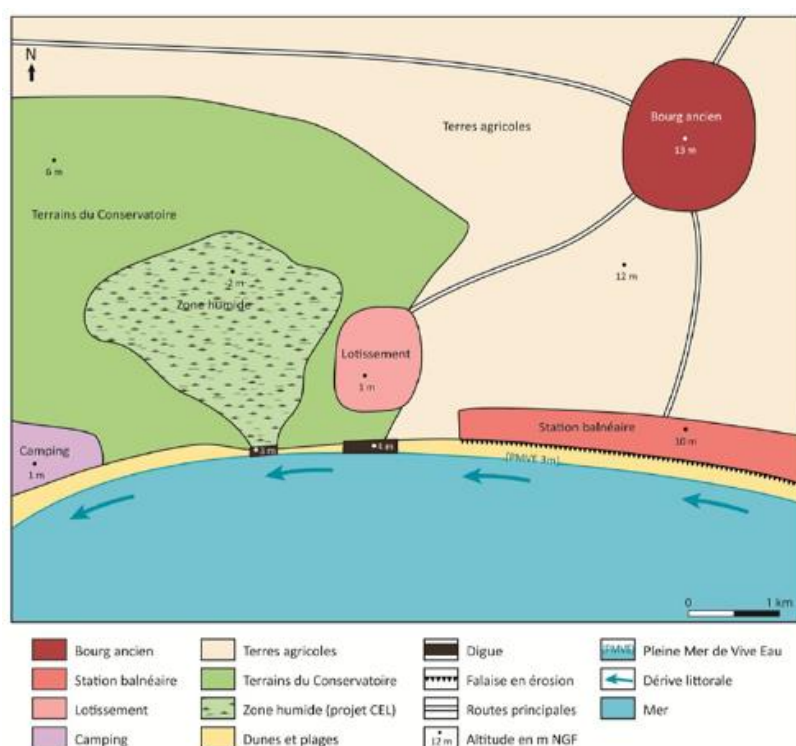 N
Bourg ancien
13 m
Terres agricoles
6 m
Terrains du Conservatoire
12 m
2 m
Zone humide
Lotissement
1 m
Station balnéaire
10 m
Camping
1 m
(PMVE 3m)
0 1 km
Bourg ancien
Terres agricoles
Digue
(PMVE)
Pleine Mer de Vive Eau
Station balnéaire
Terrains du Conservatoire
Falaise en érosion
Dérive littorale
Lotissement
Zone humide (projet CEL)
Routes principales
Mer
Camping
Dunes et plages
12 m
Altitude en m NGF